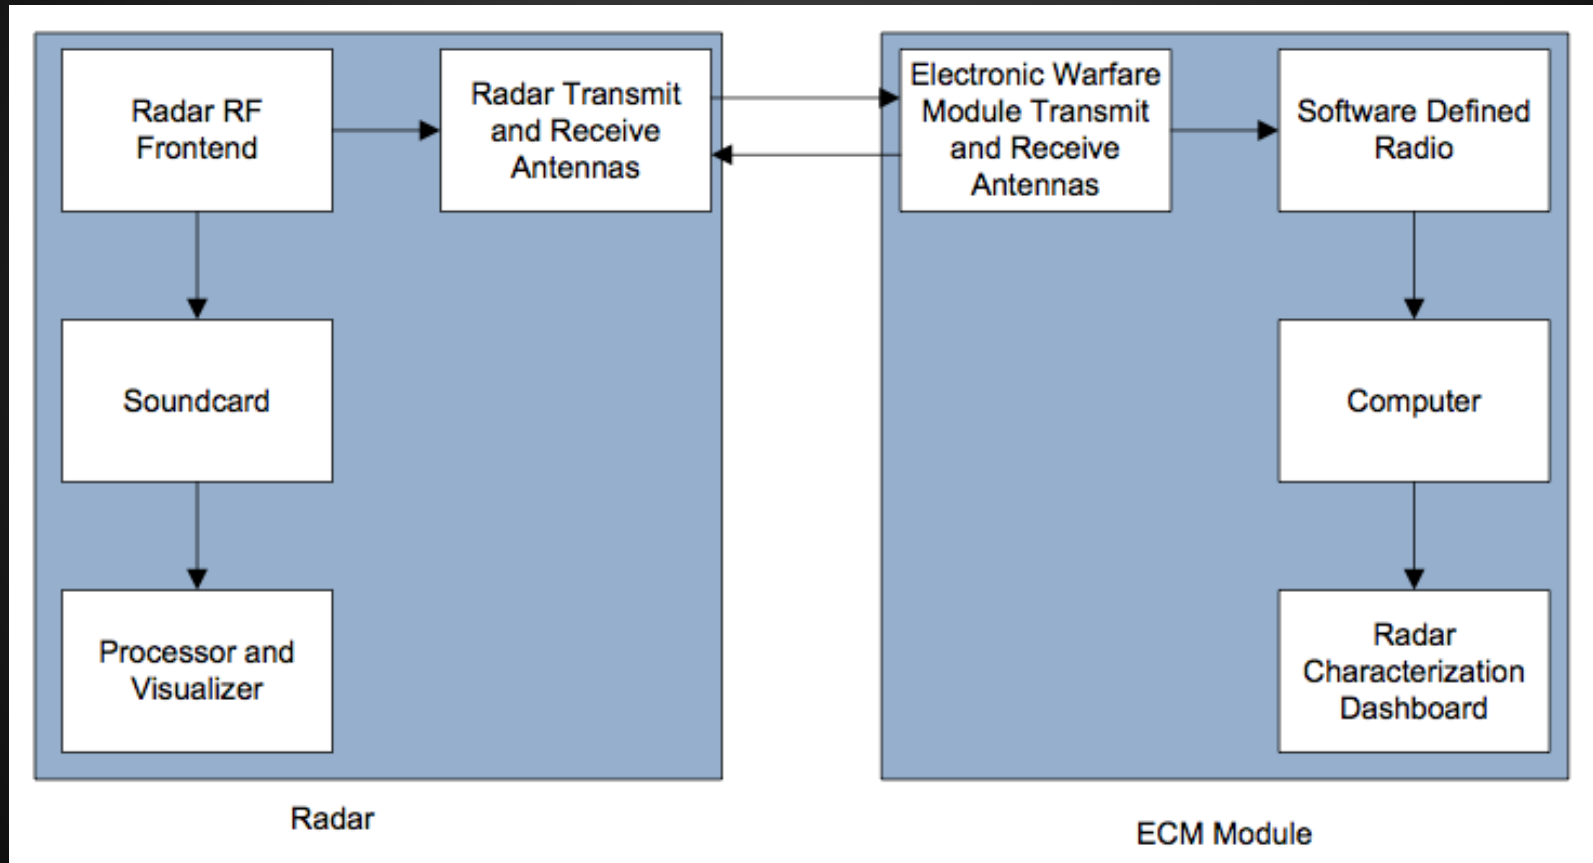 Radar RF
Frontend
Radar Transmit
and Receive
Antennas
Electronic Warfare
Module Transmit
and Receive
Antennas
Software Defined
Radio
Soundcard
Computer
Processor and
Visualizer
Radar
Characterization
Dashboard
Radar
ECM Module